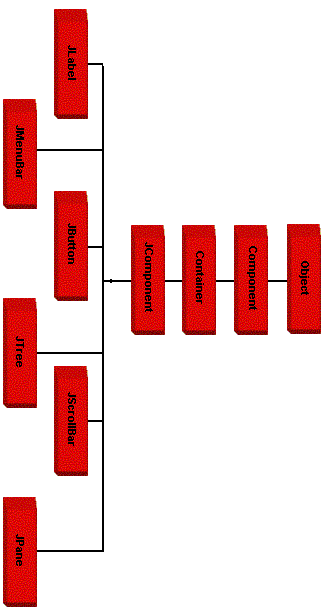 Object
Component
Container
JComponent
JLabel
JMenuBar
JButton
JTree
JScrollBar
JPane